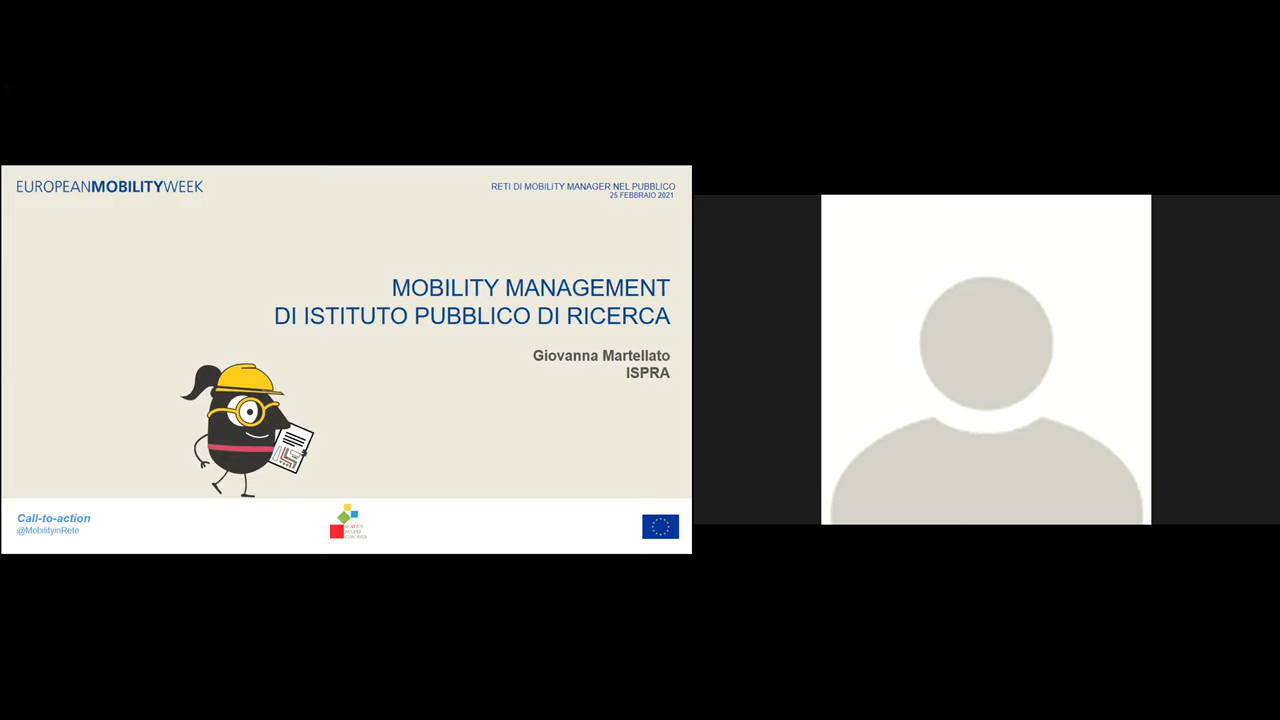 EUROPEANMOBILITYWEEK
RETI DI MOBILITY MANAGER NEL PUBBLICO
25 FEBBRAIO 2021
MOBILITY MANAGEMENT
DI ISTITUTO PUBBLICO DI RICERCA
Giovanna Martellato
ISPRA
Call-to-action
@MobilityinRete